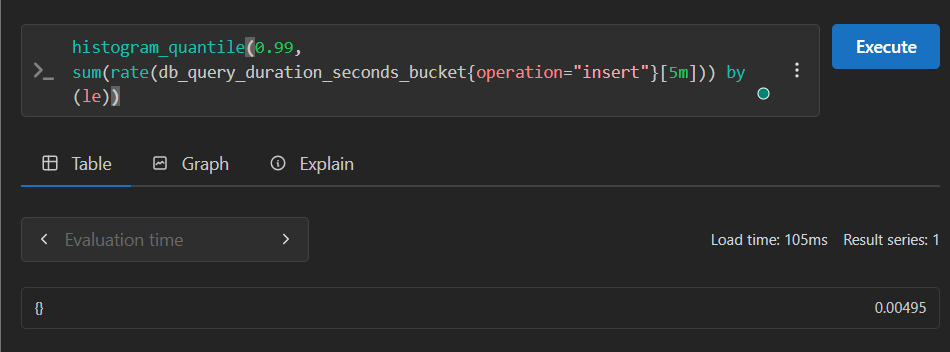 histogram_quantile(0.99,
sum(rate(db_query_duration_seconds_bucket{operation="insert"}[5m])) by
(le))
Execute
Table Graph Explain
Evaluation time
Load time: 105ms Result series: 1
{} 0.00495